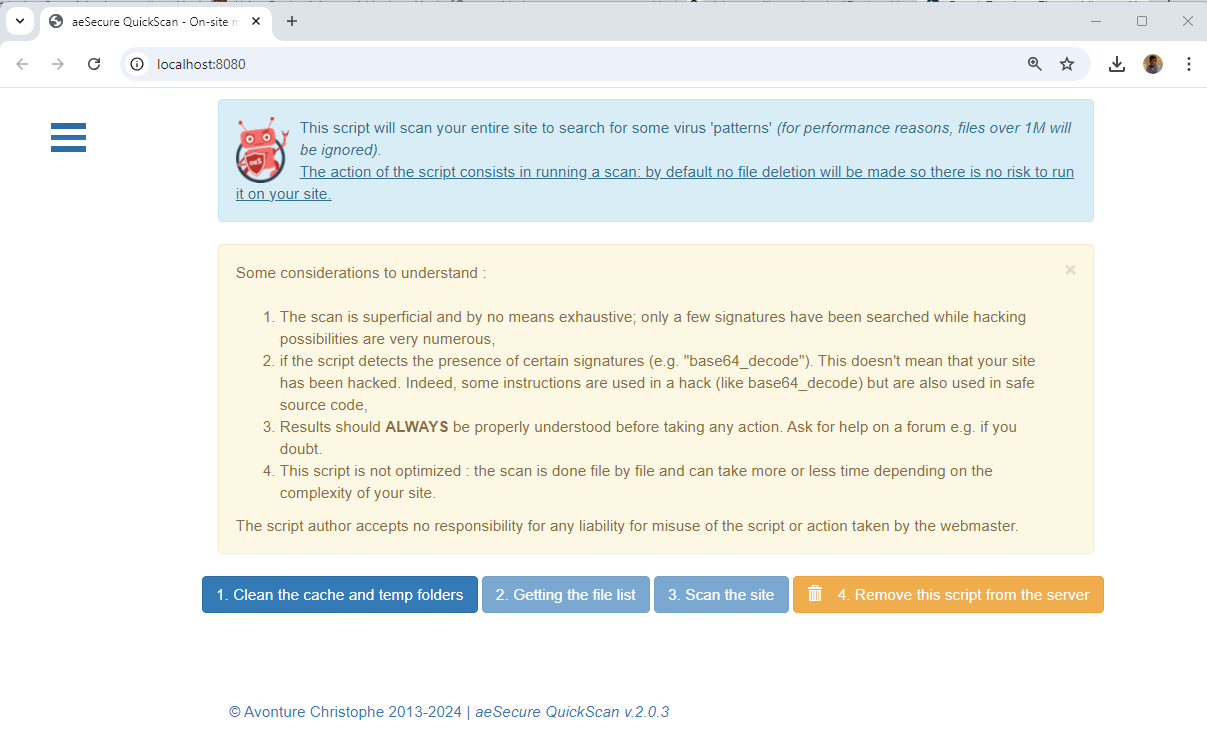 aeSecure QuickScan - On-site m
localhost:8080
This script will scan your entire site to search for some virus 'patterns' (for performance reasons, files over 1M will
be ignored).
The action of the script consists in running a scan: by default no file deletion will be made so there is no risk to run
it on your site.
Some considerations to understand :
1. The scan is superficial and by no means exhaustive; only a few signatures have been searched while hacking
possibilities are very numerous,
2. if the script detects the presence of certain signatures (e.g. "base64_decode"). This doesn't mean that your site
has been hacked. Indeed, some instructions are used in a hack (like base64_decode) but are also used in safe
source code,
3. Results should ALWAYS be properly understood before taking any action. Ask for help on a forum e.g. if you
doubt.
4. This script is not optimized : the scan is done file by file and can take more or less time depending on the
complexity of your site.
The script author accepts no responsibility for any liability for misuse of the script or action taken by the webmaster.
1. Clean the cache and temp folders 2. Getting the file list 3. Scan the site 4. Remove this script from the server
© Avonture Christophe 2013-2024 | aeSecure QuickScan v.2.0.3